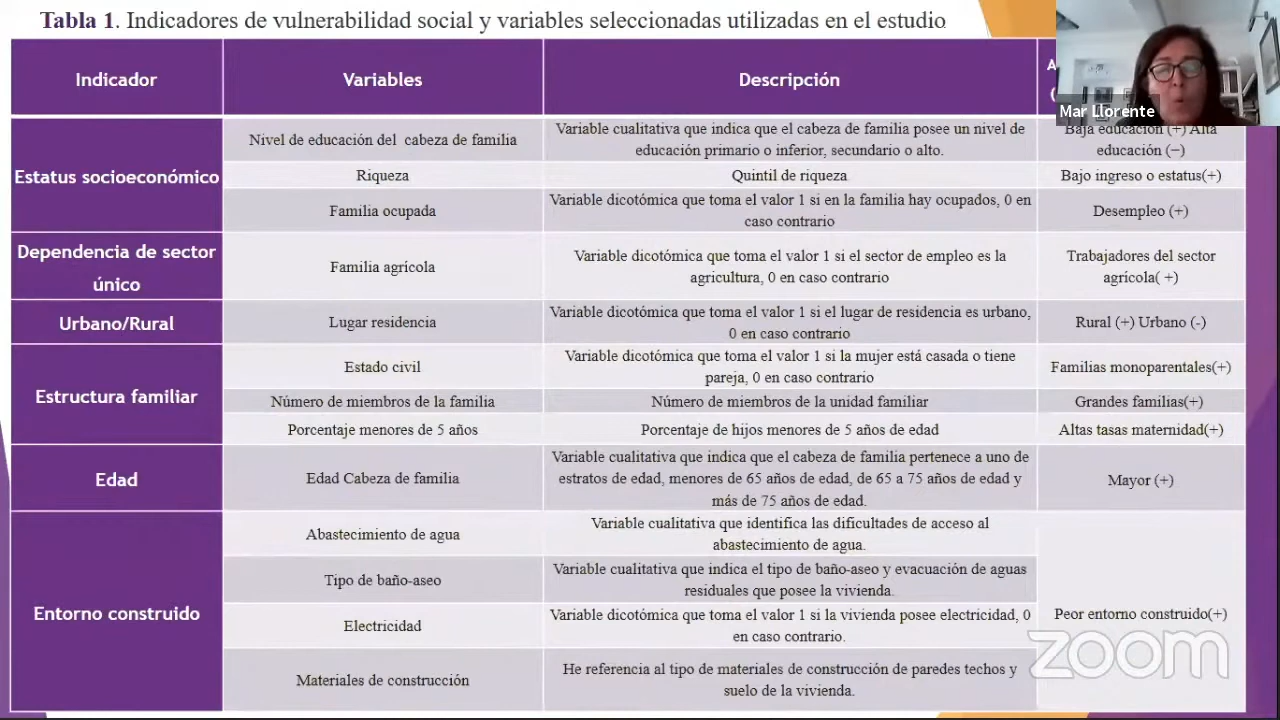 Tabla 1. Indicadores de vulnerabilidad social y variables seleccionadas utilizadas en el estudio
Indicador
Variables
Descripción
Mar Llorente
Estatus socioeconómico
Nivel de educación del cabeza de familia
Variable cualitativa que indica que el cabeza de familia posee un nivel de
educación primario o inferior, secundario o alto.
Baja educación (+) Alta
educación (−)
Riqueza
Quintil de riqueza.
Bajo ingreso o estatus(+)
Familia ocupada
Variable dicotómica que toma el valor 1 si en la familia hay ocupados, 0 en
caso contrario
Desempleo (+)
Dependencia de sector
único
Familia agrícola
Variable dicotómica que toma el valor 1 si el sector de empleo es la
agricultura, 0 en caso contrario
Trabajadores del sector
agrícola( +)
Urbano/Rural
Lugar residencia
Variable dicotómica que toma el valor 1 si el lugar de residencia es urbano,
0 en caso contrario
Rural (+) Urbano (-)
Estructura familiar
Estado civil
Variable dicotómica que toma el valor 1 si la mujer está casada o tiene
pareja, 0 en caso contrario
Familias monoparentales(+)
Número de miembros de la familia
Número de miembros de la unidad familiar
Grandes familias(+)
Porcentaje menores de 5 años
Porcentaje de hijos menores de 5 años de edad
Altas tasas maternidad(+)
Edad
Edad Cabeza de familia
Variable cualitativa que indica que el cabeza de familia pertenece a uno de
estratos de edad, menores de 65 años de edad, de 65 a 75 años de edad y
más de 75 años de edad.
Mayor (+)
Entorno construido
Abastecimiento de agua
Variable cualitativa que identifica las dificultades de acceso al
abastecimiento de agua.
Tipo de baño-aseo
Variable cualitativa que indica el tipo de baño-aseo y evacuación de aguas
residuales que posee la vivienda.
Electricidad
Variable dicotómica que toma el valor 1 si la vivienda posee electricidad, 0
en caso contrario.
Materiales de construcción
He referencia al tipo de materiales de construcción de paredes techos y
suelo de la vivienda.
Peor entorno construido(+)
zoom